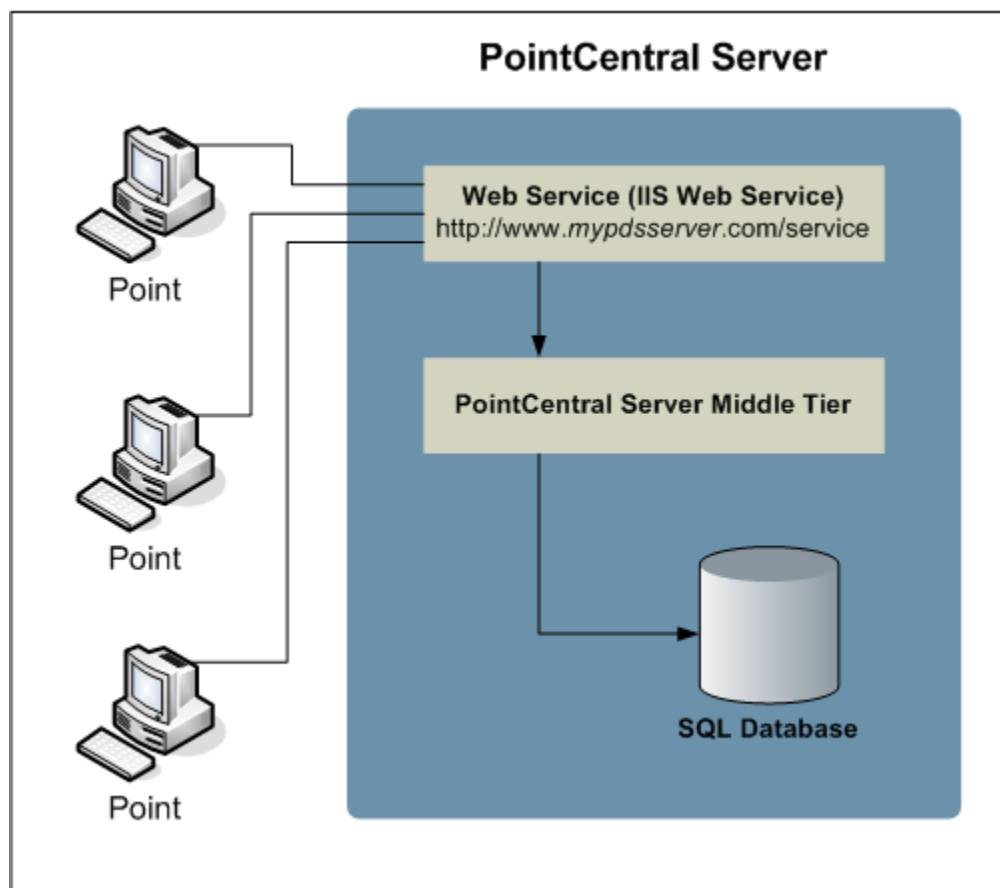 PointCentral Server
Web Service (IIS Web Service)
http://www.mypdsserver.com/service
Point
PointCentral Server Middle Tier
Point
SQL Database
Point